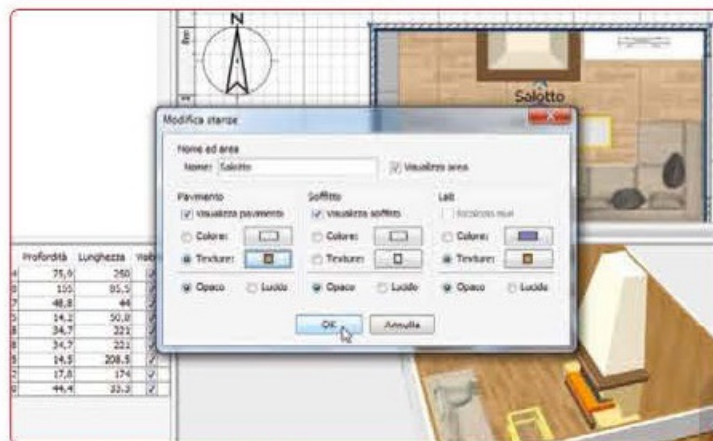 N
Salotto
Modifica stanze
Nome ed area
Nome: Salotto
Visualizza area
Pavimento Soffitto Lati
Visualizza pavimento Visualizza soffitto
Colore: Colore: Colore:
Texture: Texture: Texture:
Opaco Lucido Opaco Lucido Opaco Lucido
OK Annulla
Profondità Lunghezza
75,9 250
155 85,5
48,8 44
14,2 50,8
34,7 221
34,7 221
14,5 208,5
17,8 174
44,4 33,3